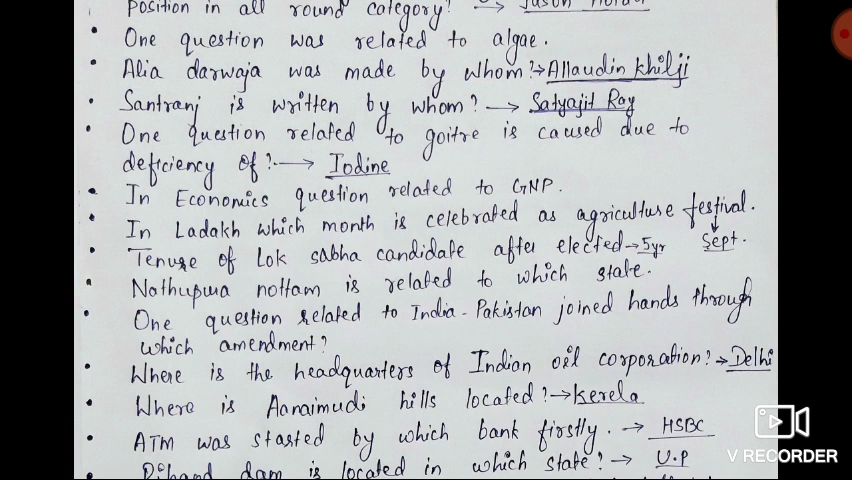 Position in all round category? → Jason Holder
One question was related to algae.
Alia darwaja was made by whom? → Allaudin khilji
Santranj is written by whom? → Satyajit Ray
One question related to goitre is caused due to
deficiency of? → Iodine
In Economics question related to GNP.
In Ladakh which month is celebrated as agriculture festival.
Tenure of Lok sabha candidate after elected → 5yr Sept.
Nathupura nottam is related to which state.
One question related to India-Pakistan joined hands through
which amendment?
Where is the headquarters of Indian oil corporation? → Delhi
Where is Aanaimudi hills located? → Kerela
ATM was started by which bank firstly. → HSBC
Rihand dam is located in which state? → U.P
V RECORDER